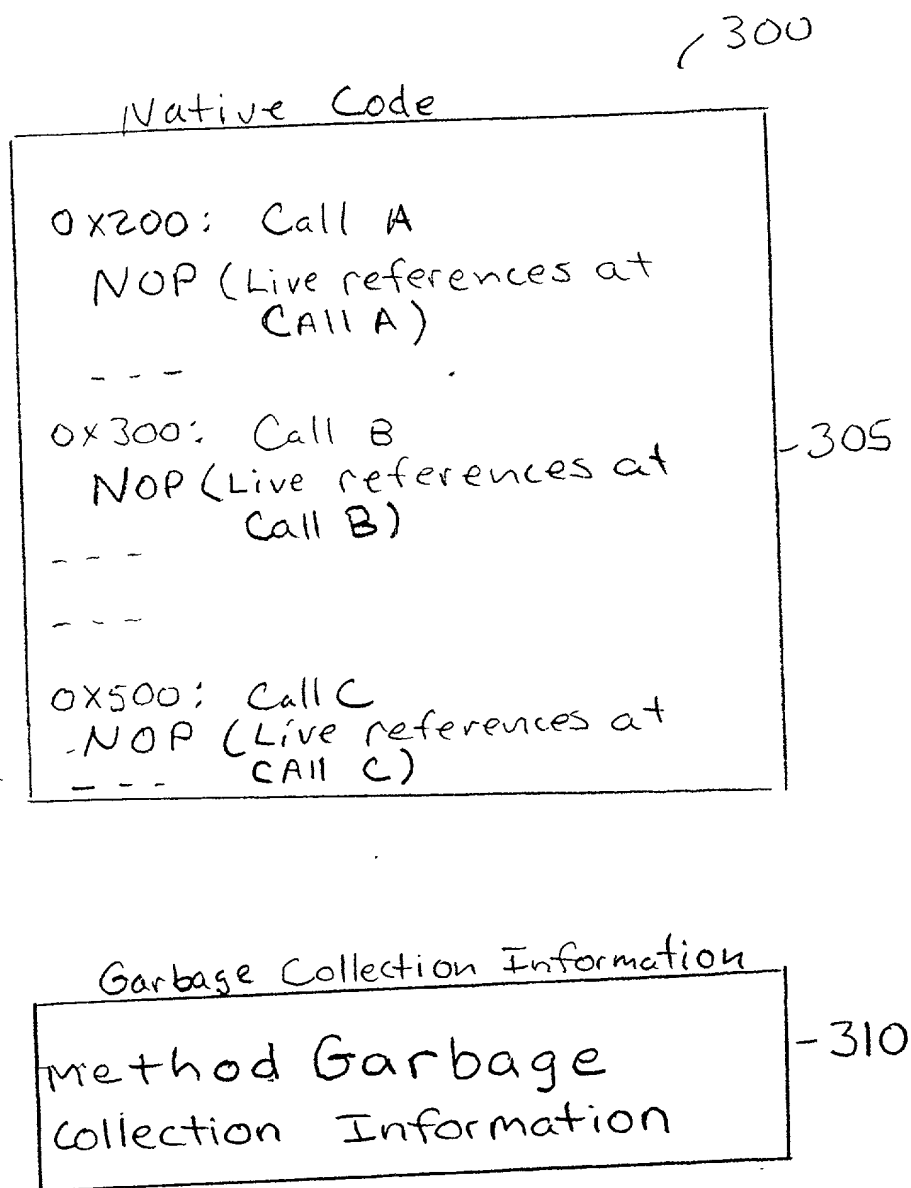 300
Native Code
0x200: Call A
NOP (Live references at
CAll A)
- - -
0x300: Call B
NOP (Live references at
Call B)
- - -
- - -
305
0x500: Call C
NOP (Live references at
CAll C)
- - -
Garbage Collection Information
310
Method Garbage
Collection Information